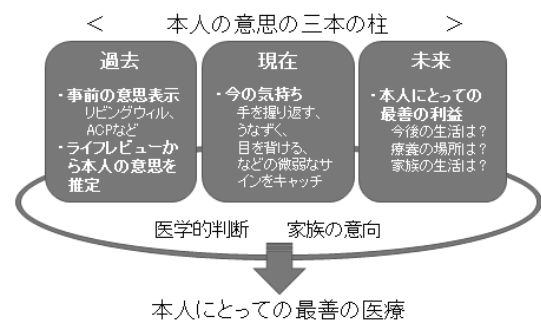 ＜　本人の意思の三本の柱　＞
過去
・事前の意思表示
リビングウィル、
ACPなど
・ライフレビューか
ら本人の意思を
推定
現在
・今の気持ち
手を握り返す、
うなずく、
目を背ける、
などの微弱なサ
インをキャッチ
未来
・本人にとっての
最善の利益
今後の生活は？
療養の場所は？
家族の生活は？
医学的判断　家族の意向
本人にとっての最善の医療